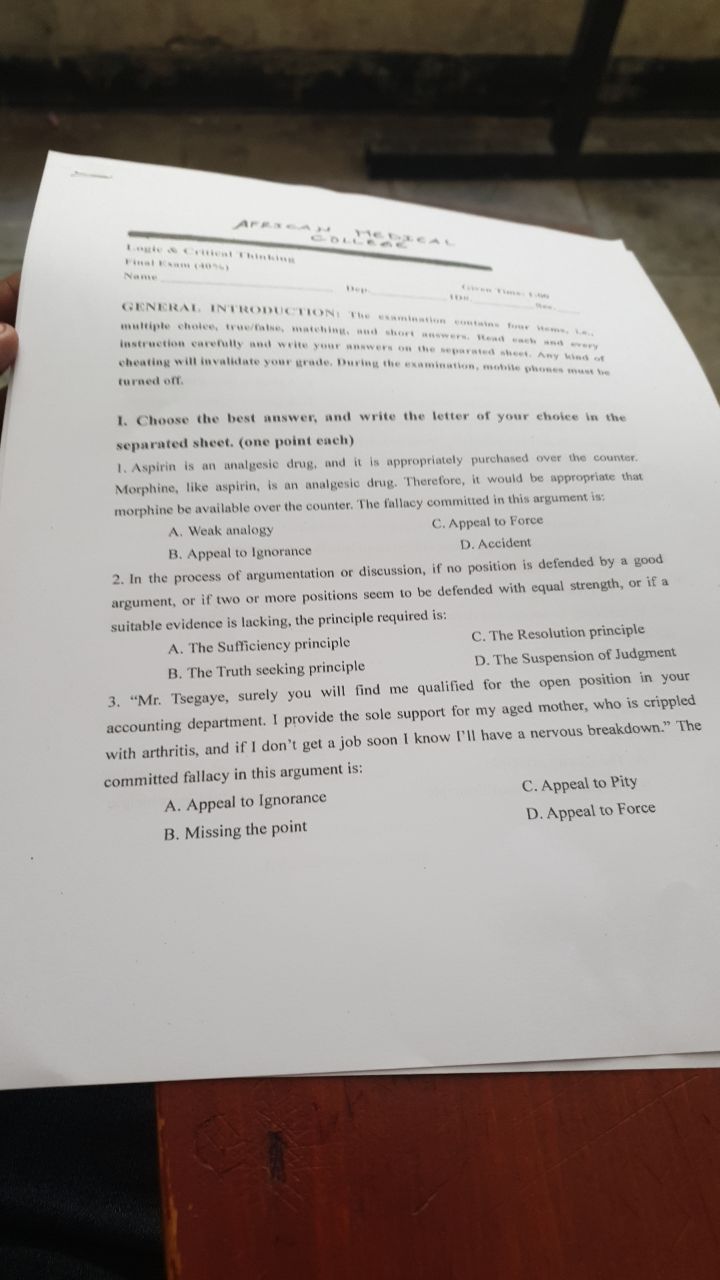 AFRICAN MEDICAL
COLLEGE
Logic & Critical Thinking
Final Exam (40%)
Given Time: 1:00
Name Dep. ID# Sec.
GENERAL INTRODUCTION: The examination contains four items, i.e.,
multiple choice, true/false, matching, and short answers. Read each and every
instruction carefully and write your answers on the separated sheet. Any kind of
cheating will invalidate your grade. During the examination, mobile phones must be
turned off.
I. Choose the best answer, and write the letter of your choice in the
separated sheet. (one point each)
1. Aspirin is an analgesic drug, and it is appropriately purchased over the counter.
Morphine, like aspirin, is an analgesic drug. Therefore, it would be appropriate that
morphine be available over the counter. The fallacy committed in this argument is:
A. Weak analogy C. Appeal to Force
B. Appeal to Ignorance D. Accident
2. In the process of argumentation or discussion, if no position is defended by a good
argument, or if two or more positions seem to be defended with equal strength, or if a
suitable evidence is lacking, the principle required is:
A. The Sufficiency principle C. The Resolution principle
B. The Truth seeking principle D. The Suspension of Judgment
3. “Mr. Tsegaye, surely you will find me qualified for the open position in your
accounting department. I provide the sole support for my aged mother, who is crippled
with arthritis, and if I don’t get a job soon I know I’ll have a nervous breakdown.” The
committed fallacy in this argument is:
A. Appeal to Ignorance C. Appeal to Pity
B. Missing the point D. Appeal to Force